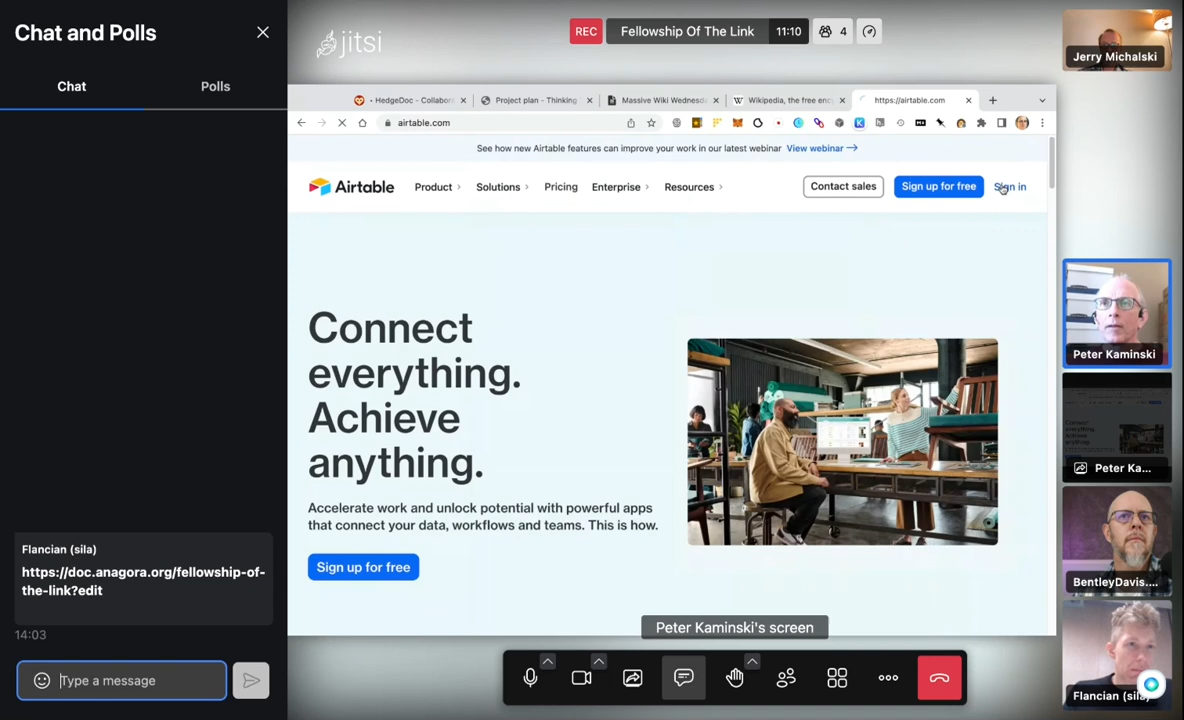 Chat and Polls
Chat
Polls
Flancian (sila)
https://doc.anagora.org/fellowship-of-
the-link?edit
14:03
Type a message
jitsi
REC
Fellowship Of The Link
11:10
4
• HedgeDoc - Collabor
Project plan - Thinking
Massive Wiki Wednesd
Wikipedia, the free enc
https://airtable.com
airtable.com
See how new Airtable features can improve your work in our latest webinar View webinar
Airtable
Product
Solutions
Pricing
Enterprise
Resources
Contact sales
Sign up for free
Sign in
Connect
everything.
Achieve
anything.
Accelerate work and unlock potential with powerful apps
that connect your data, workflows and teams. This is how.
Sign up for free
Peter Kaminski's screen
Jerry Michalski
Peter Kaminski
Peter Ka...
BentleyDavis....
Flancian (sila)